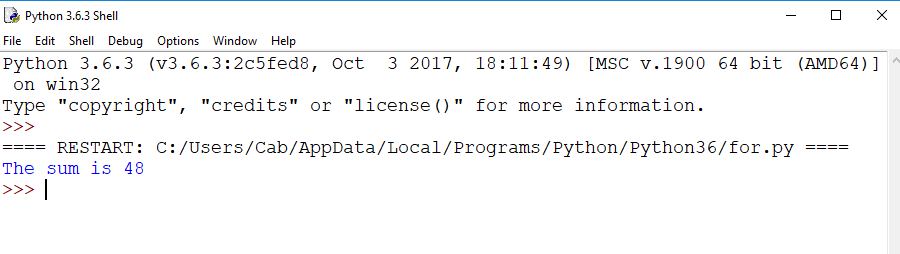 Python 3.6.3 Shell
File Edit Shell Debug Options Window Help
Python 3.6.3 (v3.6.3:2c5fed8, Oct  3 2017, 18:11:49) [MSC v.1900 64 bit (AMD64)]
 on win32
Type "copyright", "credits" or "license()" for more information.
>>>
==== RESTART: C:/Users/Cab/AppData/Local/Programs/Python/Python36/for.py ====
The sum is 48
>>>